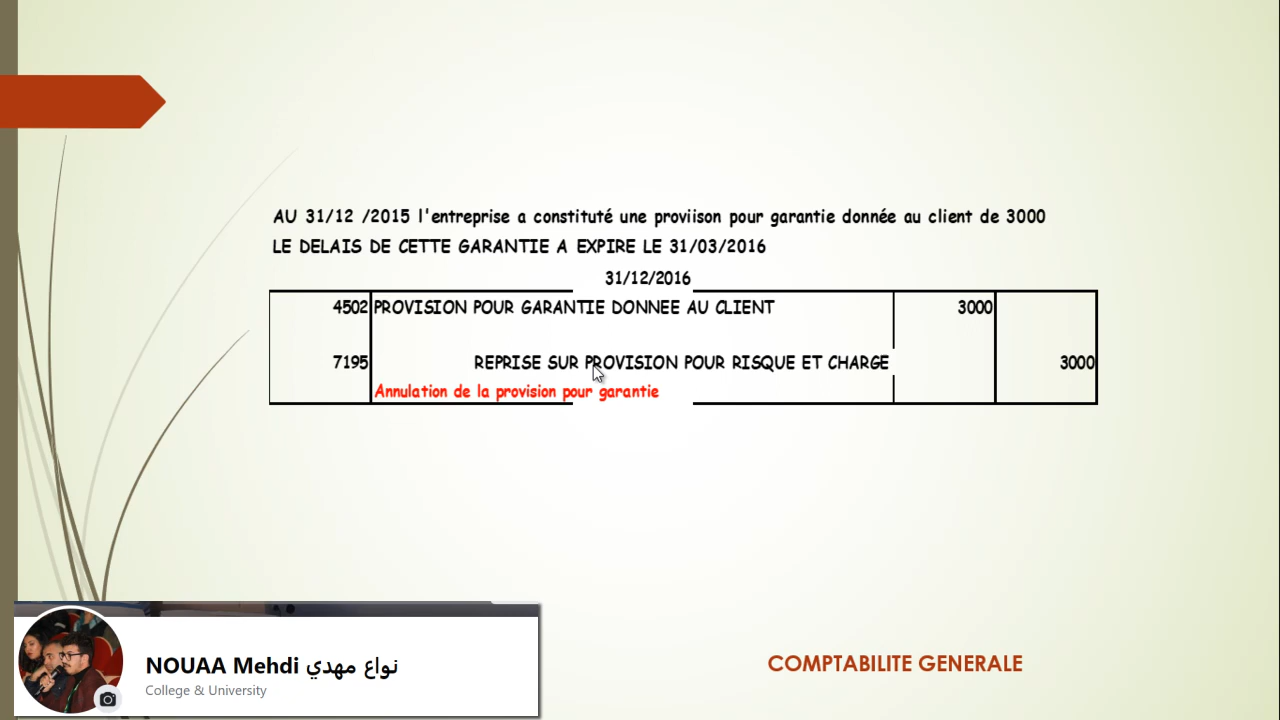 AU 31/12 /2015 l'entreprise a constituté une proviison pour garantie donnée au client de 3000
LE DELAIS DE CETTE GARANTIE A EXPIRE LE 31/03/2016
31/12/2016
4502 PROVISION POUR GARANTIE DONNEE AU CLIENT 3000
7195 REPRISE SUR PROVISION POUR RISQUE ET CHARGE 3000
Annulation de la provision pour garantie
NOUAA Mehdi نواع مهدي
College & University
COMPTABILITE GENERALE